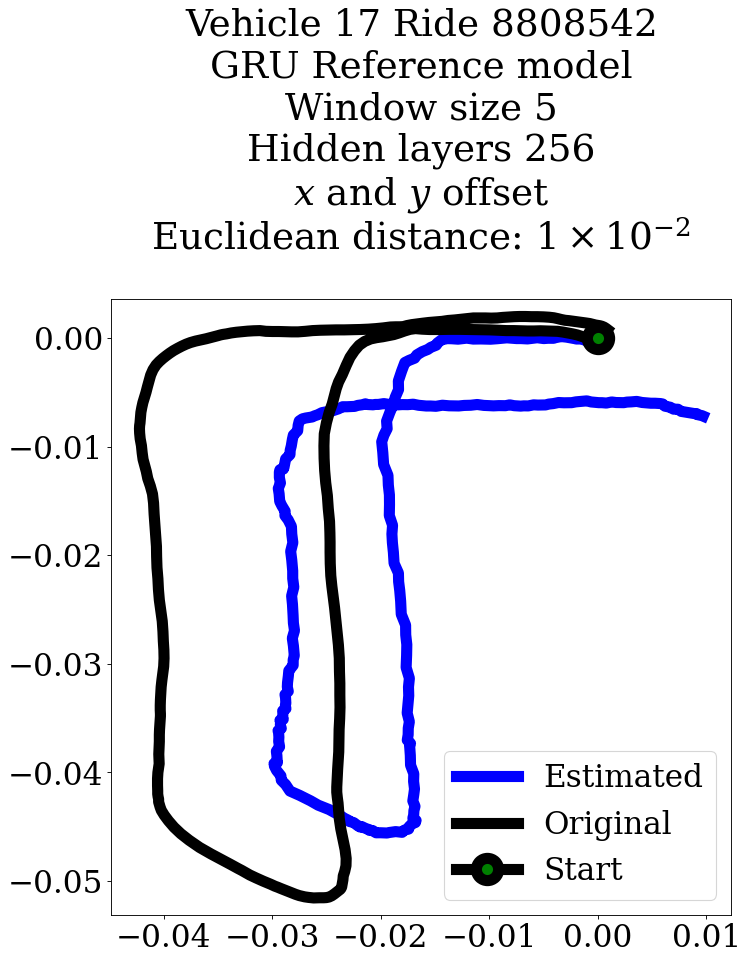 Vehicle 17 Ride 8808542
GRU Reference model
Window size 5
Hidden layers 256
x and y offset
Euclidean distance: 1 × 10⁻²
0.00
−0.01
−0.02
−0.03
−0.04
−0.05
−0.04 −0.03 −0.02 −0.01 0.00 0.01
Estimated
Original
Start